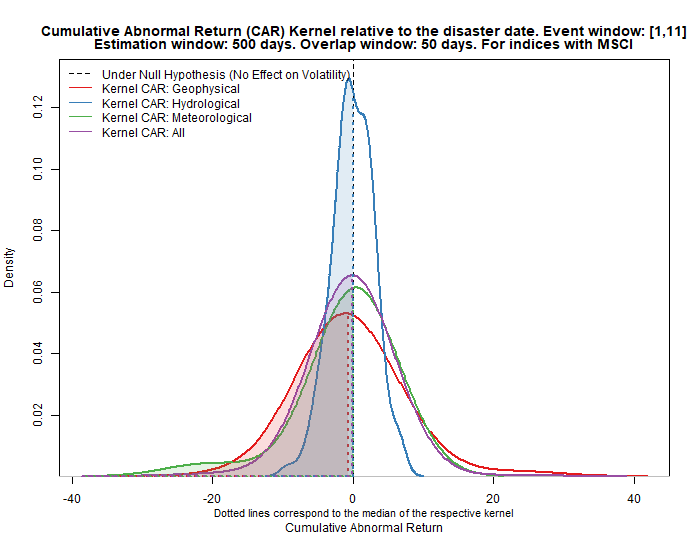 Cumulative Abnormal Return (CAR) Kernel relative to the disaster date. Event window: [1,11]
Estimation window: 500 days. Overlap window: 50 days. For indices with MSCI
Under Null Hypothesis (No Effect on Volatility)
Kernel CAR: Geophysical
Kernel CAR: Hydrological
Kernel CAR: Meteorological
Kernel CAR: All
Density
0.12
0.10
0.08
0.06
0.04
0.02
-40 -20 0 20 40
Dotted lines correspond to the median of the respective kernel
Cumulative Abnormal Return